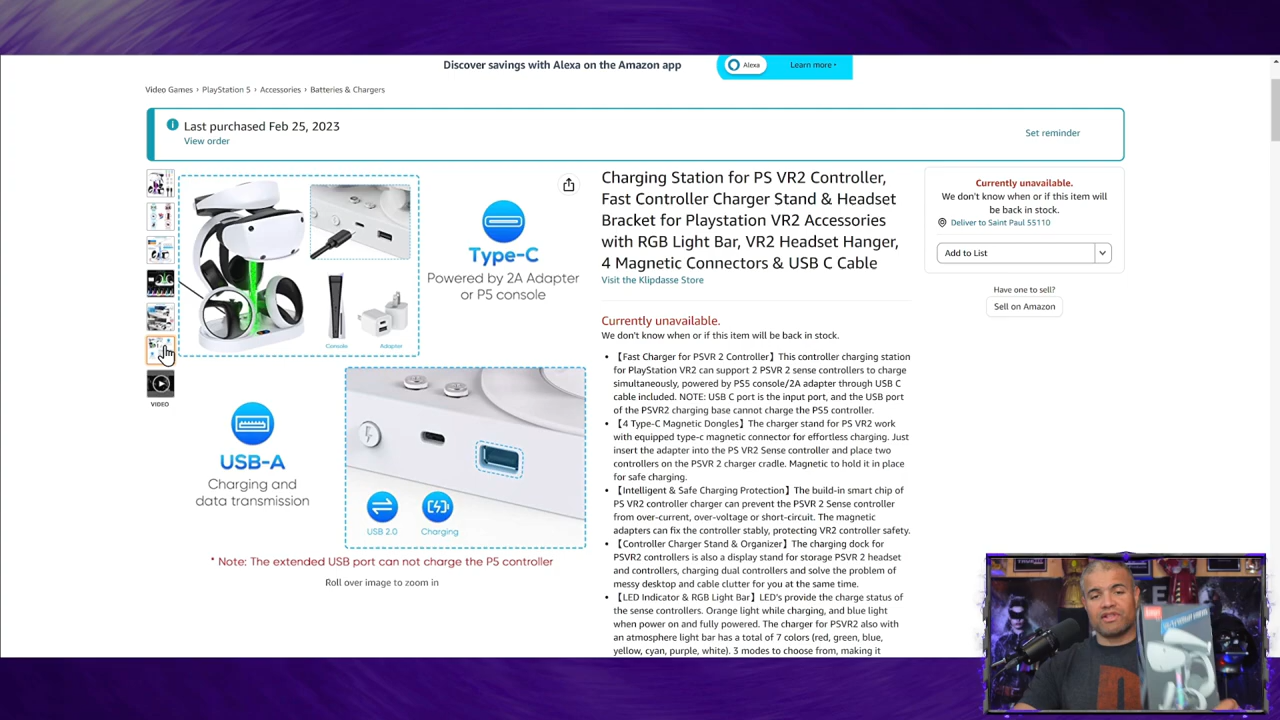 Discover savings with Alexa on the Amazon app
Alexa
Learn more
Video Games › PlayStation 5 › Accessories › Batteries & Chargers
Last purchased Feb 25, 2023
View order
Set reminder
VIDEO
Type-C
Powered by 2A Adapter
or P5 console
Console
Adapter
USB-A
Charging and
data transmission
USB 2.0
Charging
* Note: The extended USB port can not charge the P5 controller
Roll over image to zoom in
Charging Station for PS VR2 Controller,
Fast Controller Charger Stand & Headset
Bracket for Playstation VR2 Accessories
with RGB Light Bar, VR2 Headset Hanger,
4 Magnetic Connectors & USB C Cable
Visit the Klipdasse Store
Currently unavailable.
We don't know when or if this item will be back in stock.
• 【Fast Charger for PSVR 2 Controller】This controller charging station
for PlayStation VR2 can support 2 PSVR 2 sense controllers to charge
simultaneously, powered by PS5 console/2A adapter through USB C
cable included. NOTE: USB C port is the input port, and the USB port
of the PSVR2 charging base cannot charge the PS5 controller.
• 【4 Type-C Magnetic Dongles】The charger stand for PS VR2 work
with equipped type-c magnetic connector for effortless charging. Just
insert the adapter into the PS VR2 Sense controller and place two
controllers on the PSVR 2 charger cradle. Magnetic to hold it in place
for safe charging.
• 【Intelligent & Safe Charging Protection】The build-in smart chip of
PS VR2 controller charger can prevent the PSVR 2 Sense controller
from over-current, over-voltage or short-circuit. The magnetic
adapters can fix the controller stably, protecting VR2 controller safety.
• 【Controller Charger Stand & Organizer】The charging dock for
PSVR2 controllers is also a display stand for storage PSVR 2 headset
and controllers, charging dual controllers and solve the problem of
messy desktop and cable clutter for you at the same time.
• 【LED Indicator & RGB Light Bar】LED's provide the charge status of
the sense controllers. Orange light while charging, and blue light
when power on and fully powered. The charger for PSVR2 also with
an atmosphere light bar has a total of 7 colors (red, green, blue,
yellow, cyan, purple, white). 3 modes to choose from, making it
Currently unavailable.
We don't know when or if this item will
be back in stock.
Deliver to Saint Paul 55110
Add to List
Have one to sell?
Sell on Amazon